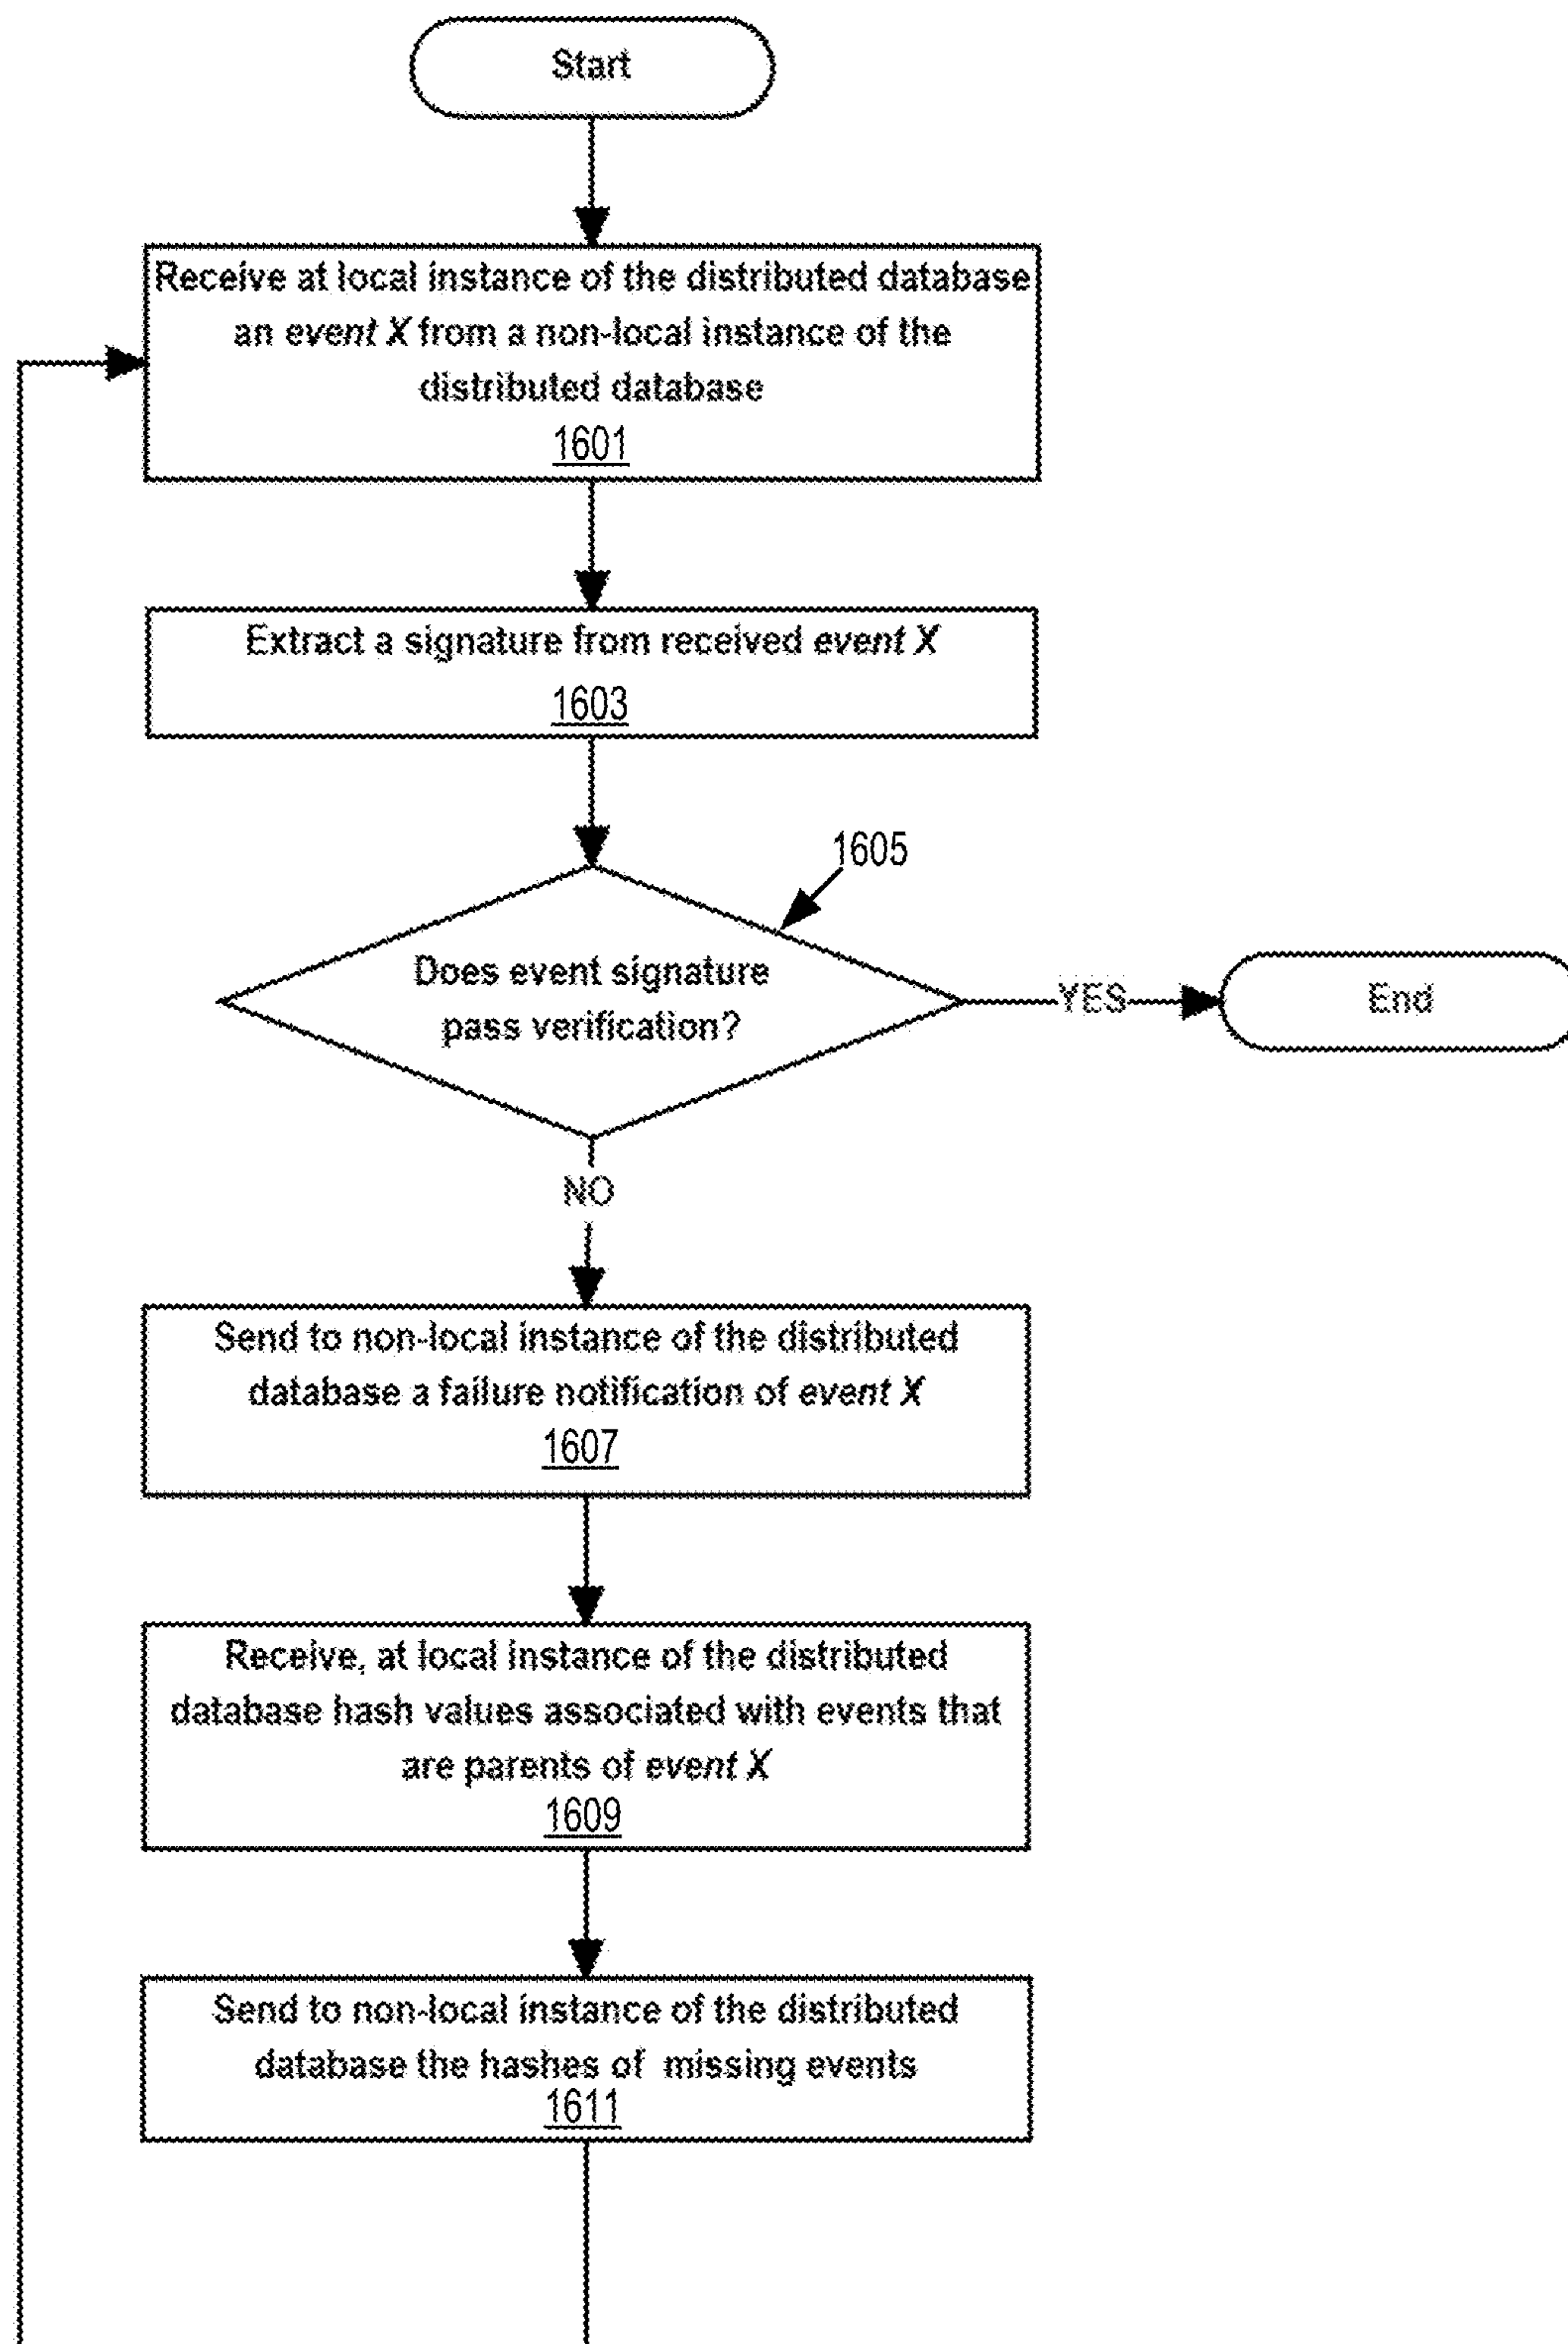 Start
Receive at local instance of the distributed database
an event X from a non-local instance of the
distributed database
1601
Extract a signature from received event X
1603
1605
Does event signature
pass verification?
YES
End
NO
Send to non-local instance of the distributed
database a failure notification of event X
1607
Receive, at local instance of the distributed
database hash values associated with events that
are parents of event X
1609
Send to non-local instance of the distributed
database the hashes of missing events
1611